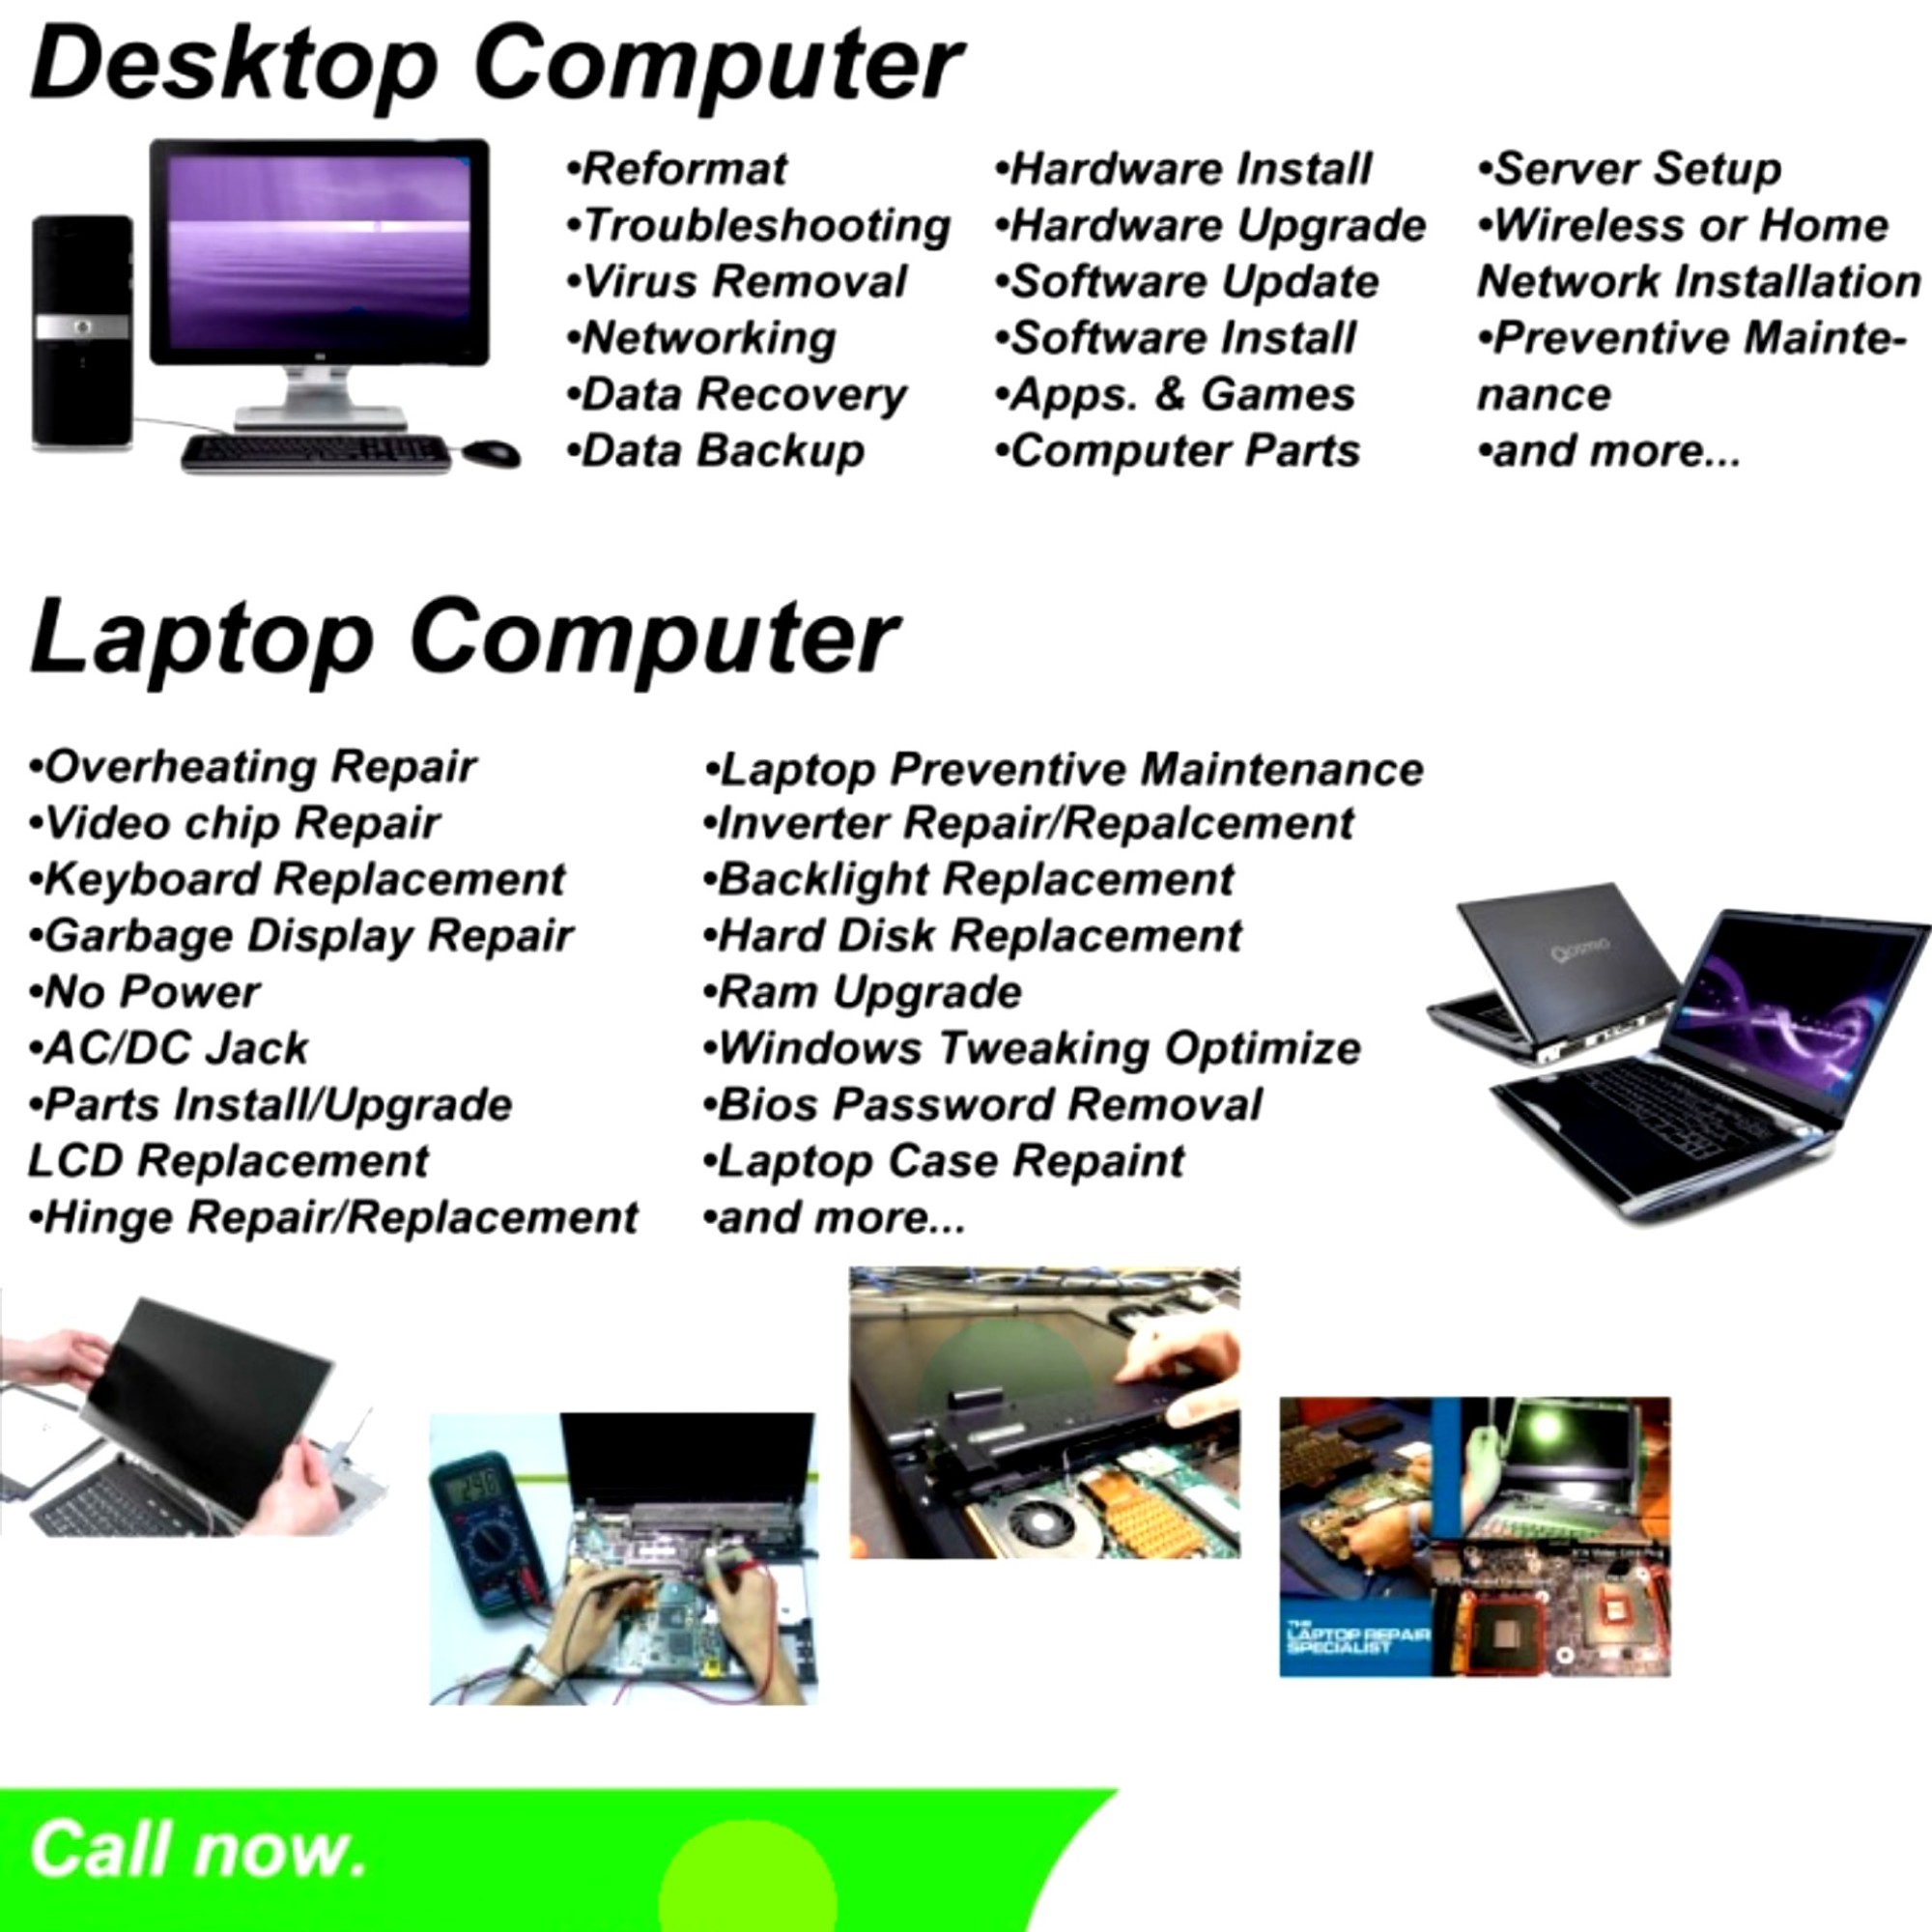 Desktop Computer
•Reformat
•Troubleshooting
•Virus Removal
•Networking
•Data Recovery
•Data Backup
•Hardware Install
•Hardware Upgrade
•Software Update
•Software Install
•Apps. & Games
•Computer Parts
•Server Setup
•Wireless or Home
Network Installation
•Preventive Mainte-
nance
•and more...
Laptop Computer
•Overheating Repair
•Video chip Repair
•Keyboard Replacement
•Garbage Display Repair
•No Power
•AC/DC Jack
•Parts Install/Upgrade
LCD Replacement
•Hinge Repair/Replacement
•Laptop Preventive Maintenance
•Inverter Repair/Repalcement
•Backlight Replacement
•Hard Disk Replacement
•Ram Upgrade
•Windows Tweaking Optimize
•Bios Password Removal
•Laptop Case Repaint
•and more...
QOSMIO
THE
LAPTOP REPAIR
SPECIALIST
Call now.